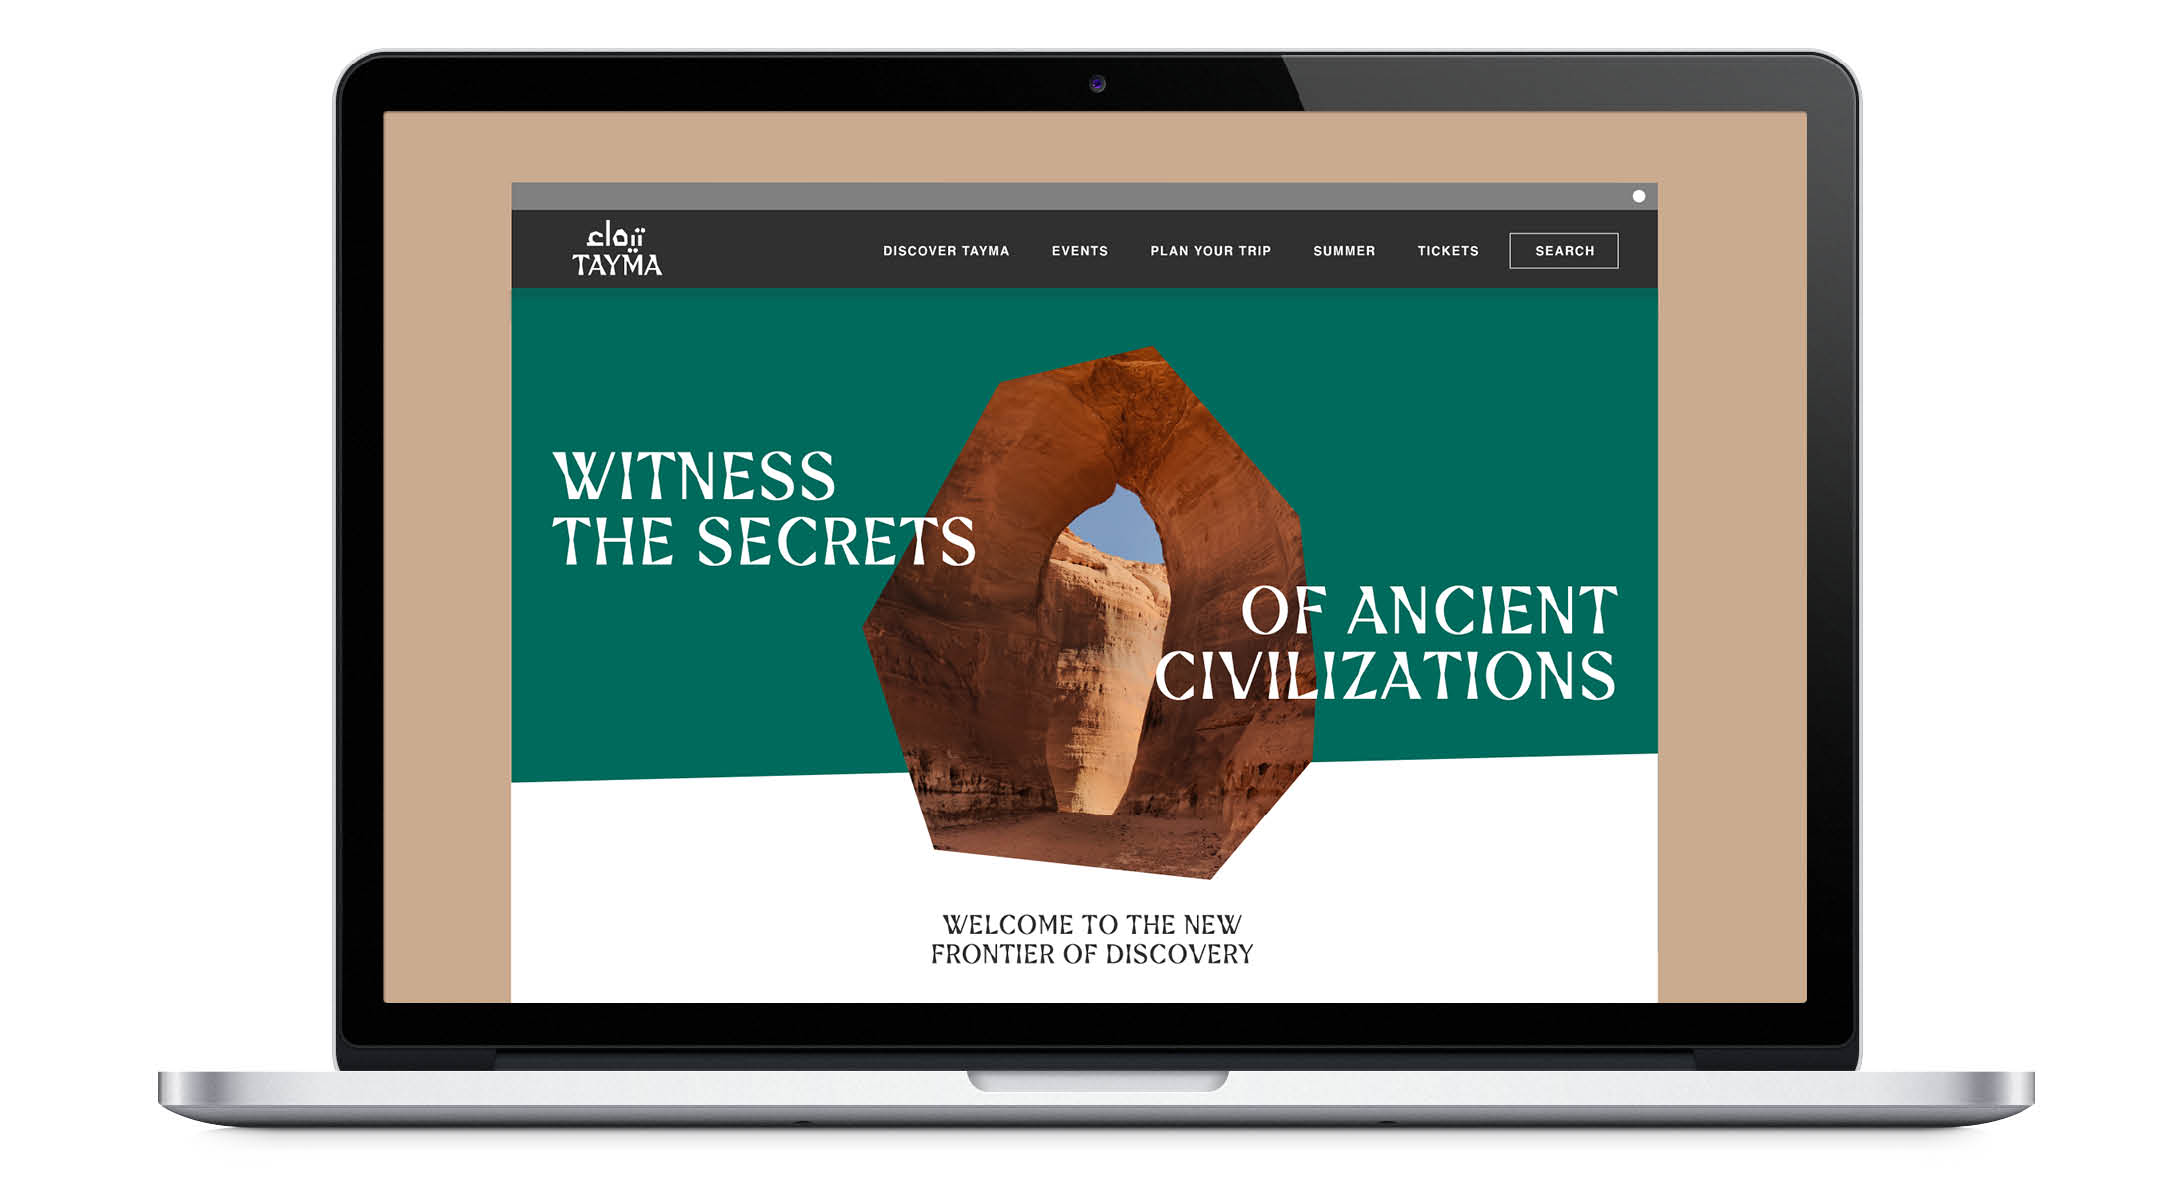 تيماء
TAYMA
DISCOVER TAYMA EVENTS PLAN YOUR TRIP SUMMER TICKETS SEARCH
WITNESS
THE SECRETS
OF ANCIENT
CIVILIZATIONS
WELCOME TO THE NEW
FRONTIER OF DISCOVERY